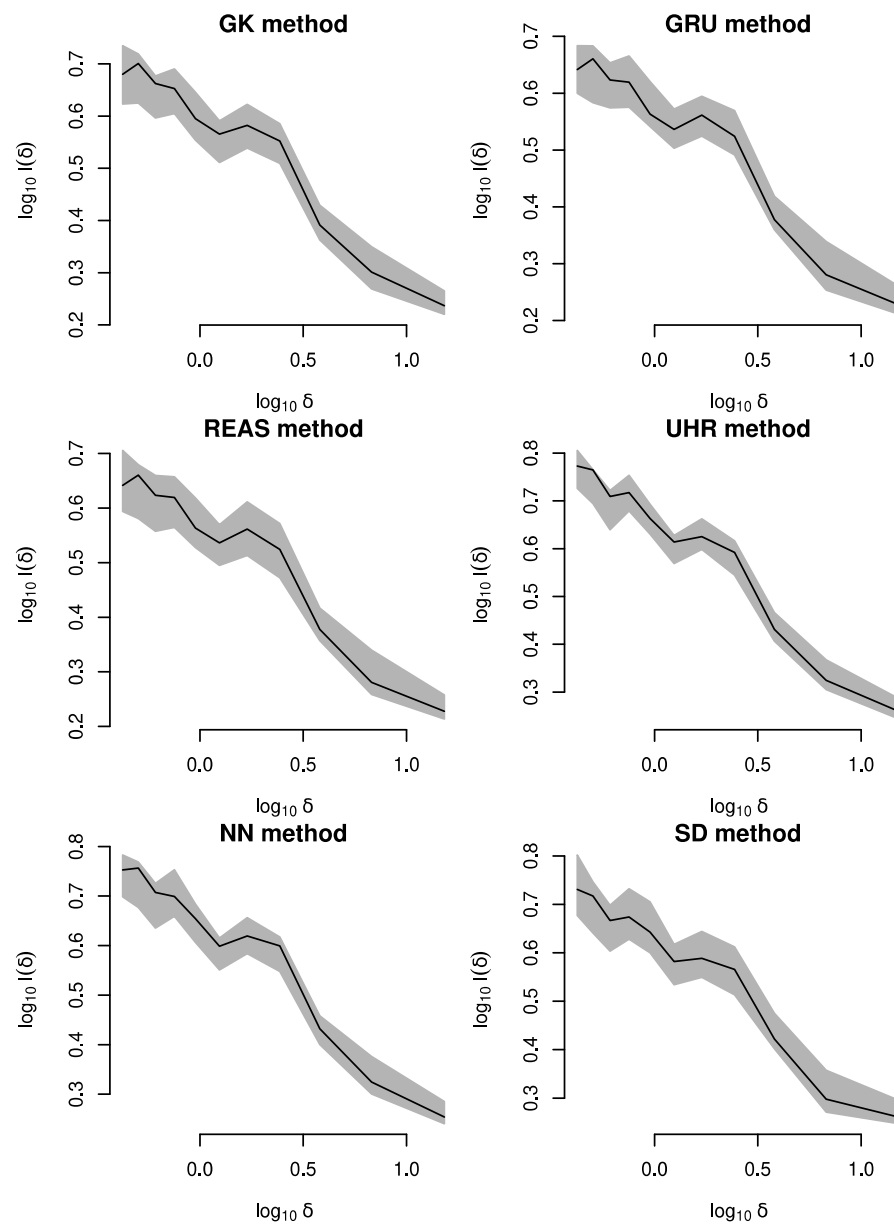 GK method
log10 I(δ)
0.7
0.6
0.5
0.4
0.3
0.2
0.0 0.5 1.0
log10 δ
GRU method
log10 I(δ)
0.7
0.6
0.5
0.4
0.3
0.2
0.0 0.5 1.0
log10 δ
REAS method
log10 I(δ)
0.7
0.6
0.5
0.4
0.3
0.2
0.0 0.5 1.0
log10 δ
UHR method
log10 I(δ)
0.8
0.7
0.6
0.5
0.4
0.3
0.0 0.5 1.0
log10 δ
NN method
log10 I(δ)
0.8
0.7
0.6
0.5
0.4
0.3
0.0 0.5 1.0
log10 δ
SD method
log10 I(δ)
0.8
0.7
0.6
0.5
0.4
0.3
0.0 0.5 1.0
log10 δ